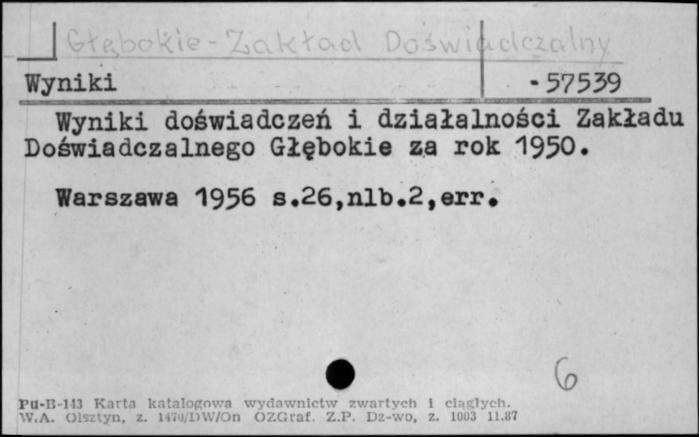 Głębokie - Zakład Doświadczalny
Wyniki - 57539
Wyniki doświadczeń i działalności Zakładu
Doświadczalnego Głębokie za rok 1950.
Warszawa 1956 s.26,nlb.2,err.
6
Pu-B-143 Karta katalogowa wydawnictw zwartych i ciągłych.
W.A. Olsztyn, z. 1470/DW/On OZGraf. Z.P. Dz-wo, z. 1003 11.87